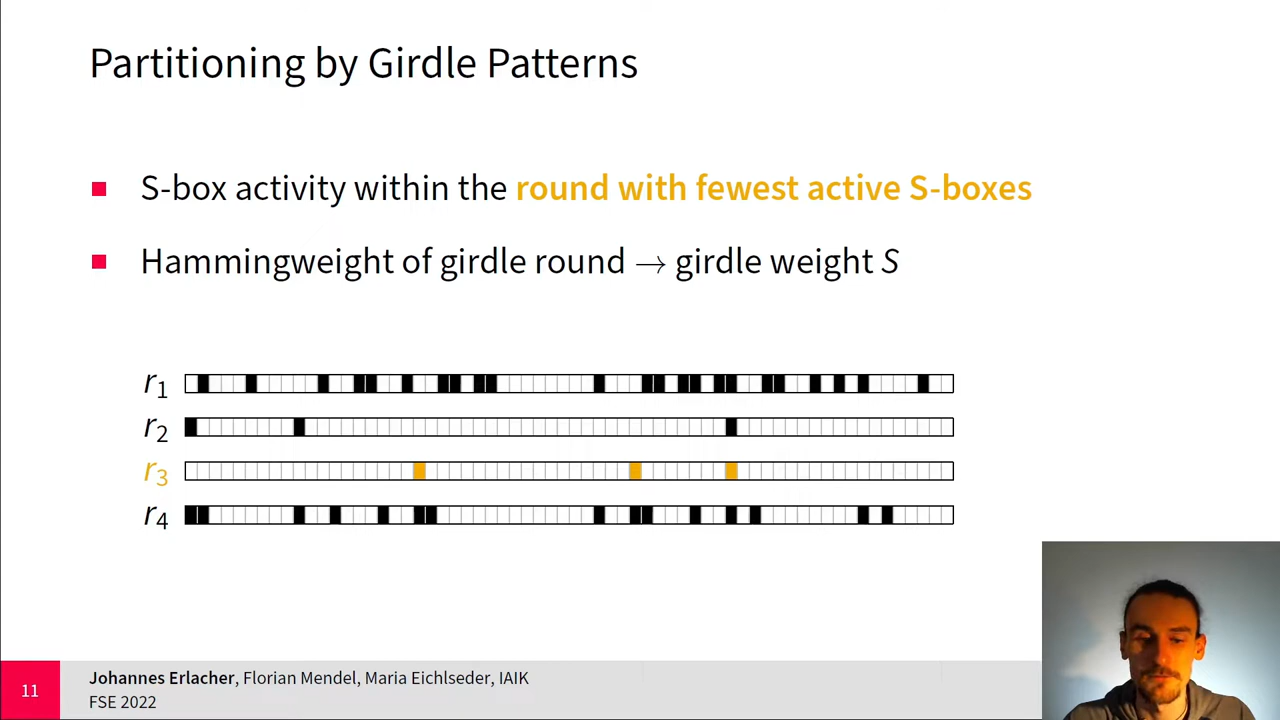 Partitioning by Girdle Patterns
S-box activity within the round with fewest active S-boxes
Hammingweight of girdle round → girdle weight S
r1
r2
r3
r4
11
Johannes Erlacher, Florian Mendel, Maria Eichlseder, IAIK
FSE 2022